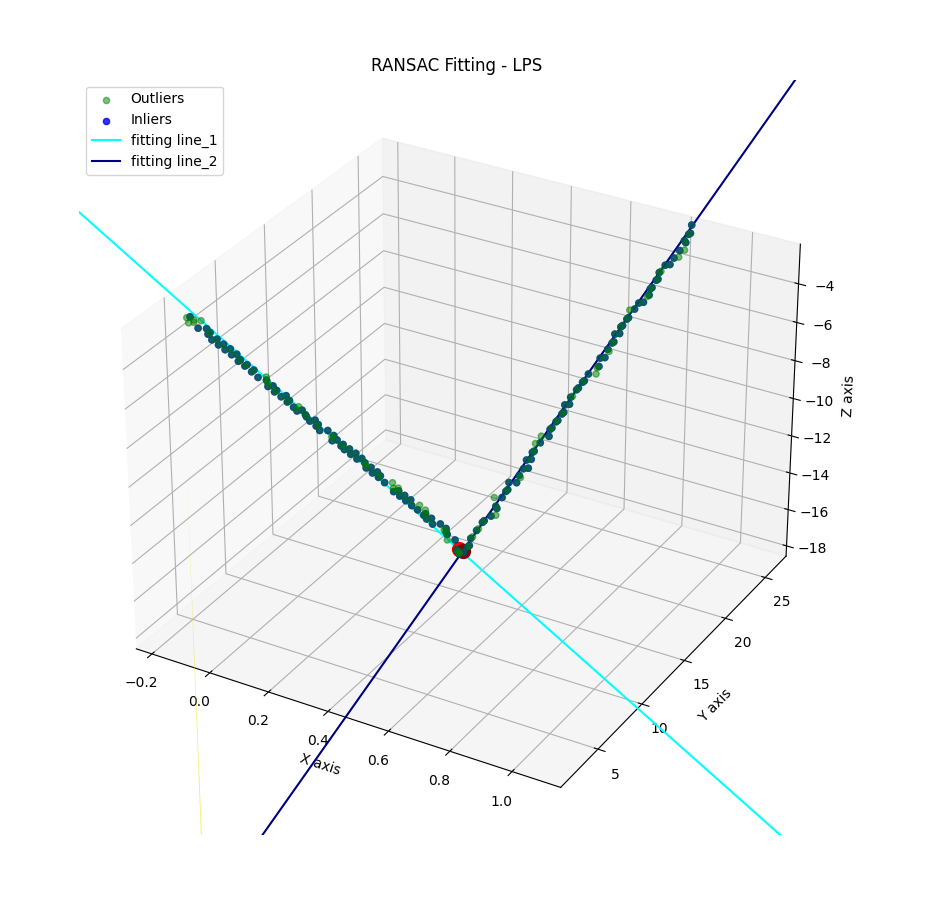 RANSAC Fitting - LPS
Outliers
Inliers
fitting line_1
fitting line_2
−4
−6
−8
−10
−12
−14
−16
−18
Z axis
25
20
15
10
5
Y axis
−0.2
0.0
0.2
0.4
0.6
0.8
1.0
X axis